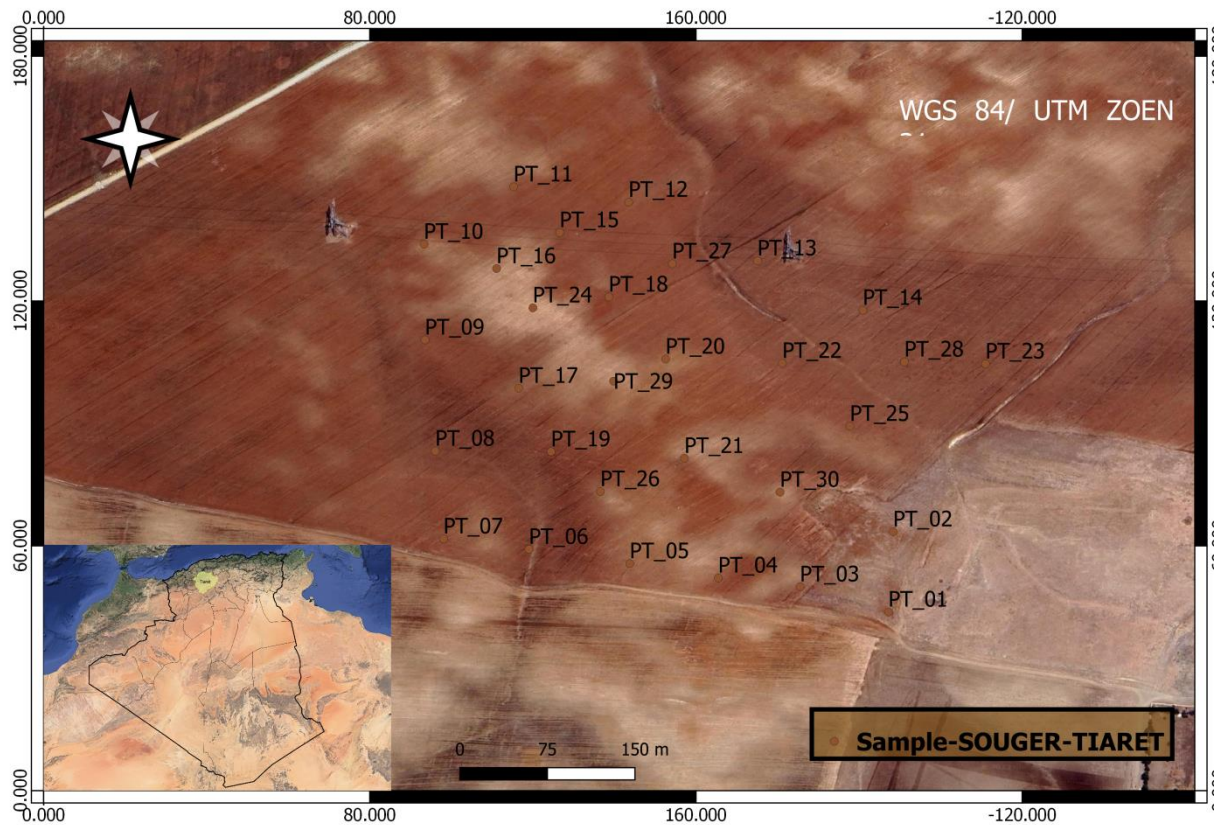 0.000 80.000 160.000 -120.000
180.000
WGS 84/ UTM ZOEN
PT_11
PT_12
PT_15
PT_10
PT_27
PT_13
PT_16
PT_18
PT_24
PT_14
PT_09
PT_20
PT_22
PT_28
PT_23
PT_17
PT_29
PT_25
PT_08
PT_19
PT_21
PT_26
PT_30
PT_02
PT_07
PT_06
PT_05
PT_04
PT_03
PT_01
120.000
60.000
0.000
Tiaret
0 75 150 m
Sample-SOUGER-TIARET
0.000 80.000 160.000 -120.000